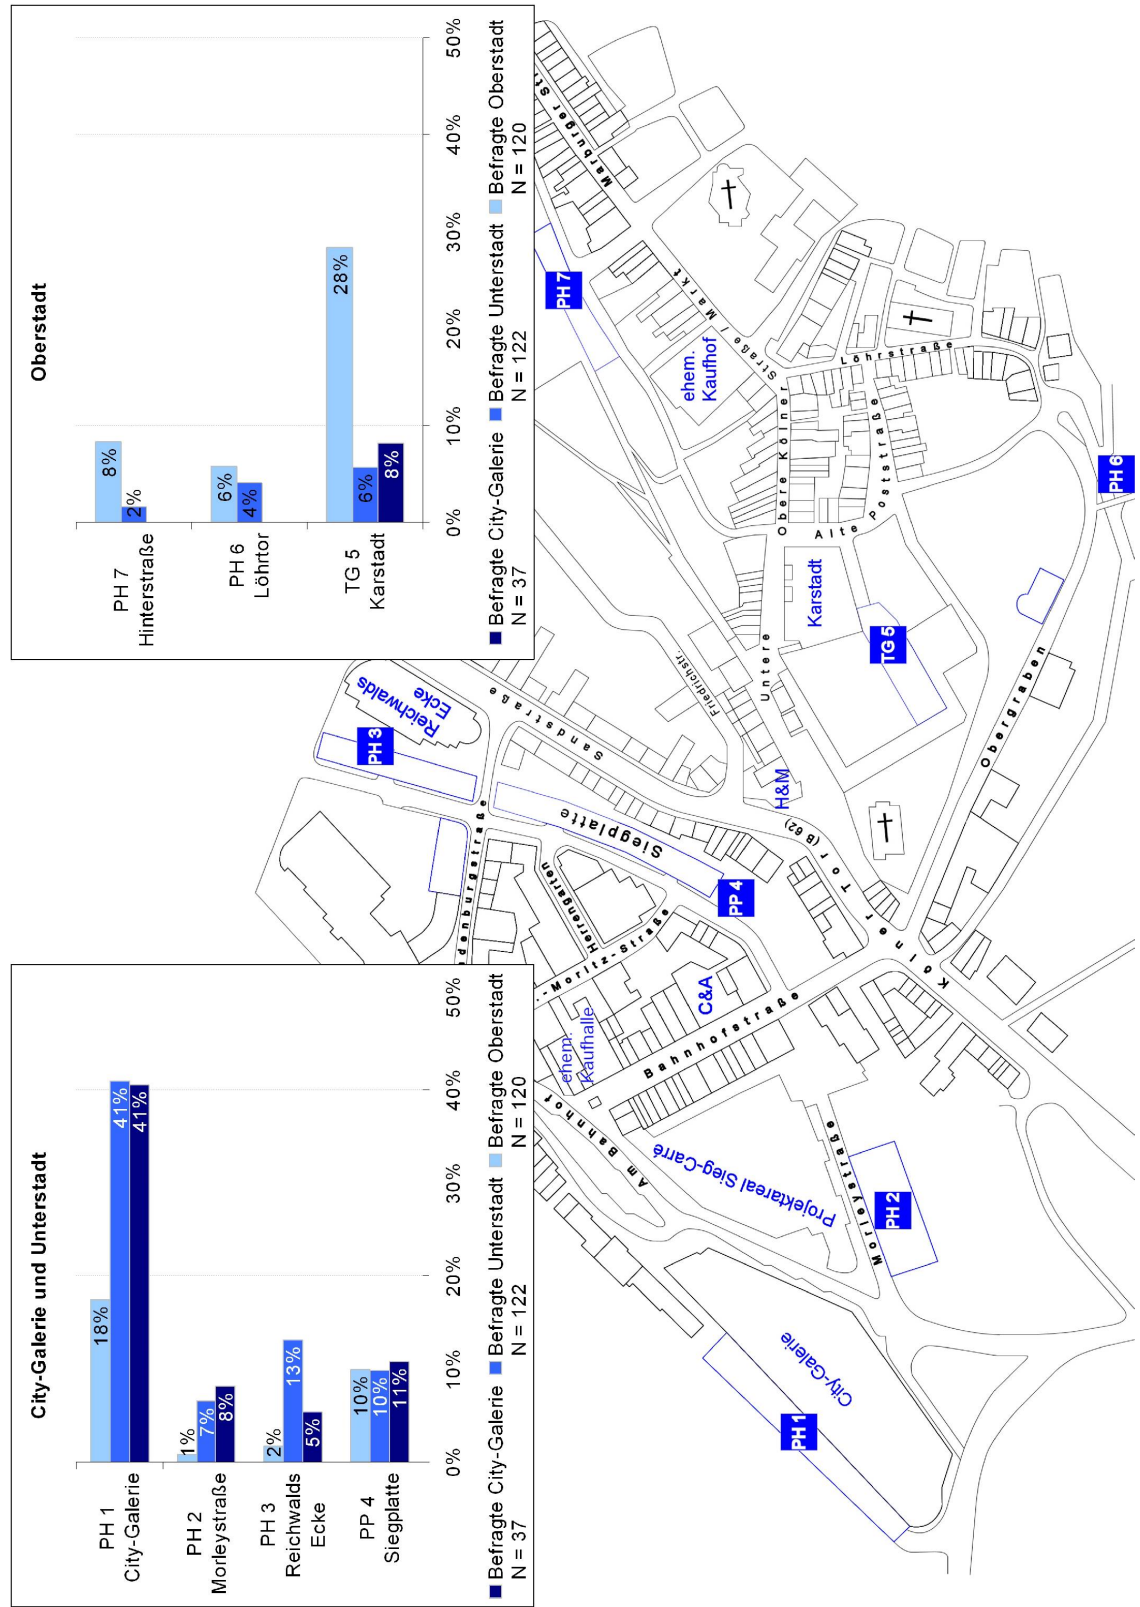 City-Galerie und Unterstadt
PH 1
City-Galerie
18%
41%
41%
PH 2
Morleystraße
1%
7%
8%
PH 3
Reichwalds
Ecke
2%
13%
5%
PP 4
Siegplatte
10%
10%
11%
0%
10%
20%
30%
40%
50%
Befragte City-Galerie
N = 37
Befragte Unterstadt
N = 122
Befragte Oberstadt
N = 120
Oberstadt
PH 7
Hinterstraße
8%
2%
PH 6
Löhrtor
6%
4%
TG 5
Karstadt
28%
6%
8%
0%
10%
20%
30%
40%
50%
Befragte City-Galerie
N = 37
Befragte Unterstadt
N = 122
Befragte Oberstadt
N = 120
Reichwalds
Ecke
PH 3
Sandstraße
Siegplatte
PP 4
Herrengarten
-Moritz-Straße
denburgstraße
ehem.
Kaufhalle
C&A
Bahnhofstraße
Am Bahnhof
Projektareal Sieg-Carré
Morleystraße
PH 2
City-Galerie
PH 1
Kölner Tor (B 62)
H&M
Friedrichstr.
Untere
Karstadt
TG 5
Obergraben
PH 6
Alte Poststraße
Löhrstraße
Obere Kölner Straße / Markt
ehem.
Kaufhof
PH 7
Marburger Str